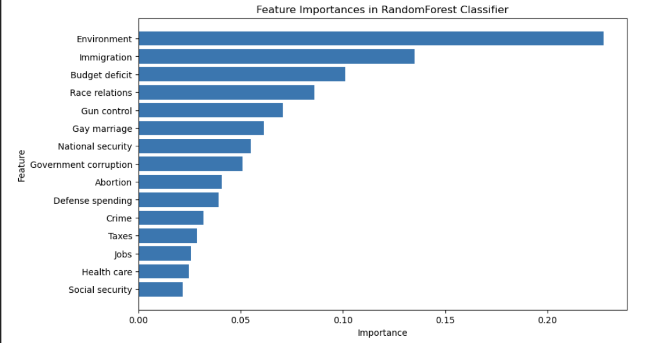 Feature Importances in RandomForest Classifier
Environment
Immigration
Budget deficit
Race relations
Gun control
Gay marriage
National security
Government corruption
Abortion
Defense spending
Crime
Taxes
Jobs
Health care
Social security
Feature
0.00 0.05 0.10 0.15 0.20
Importance